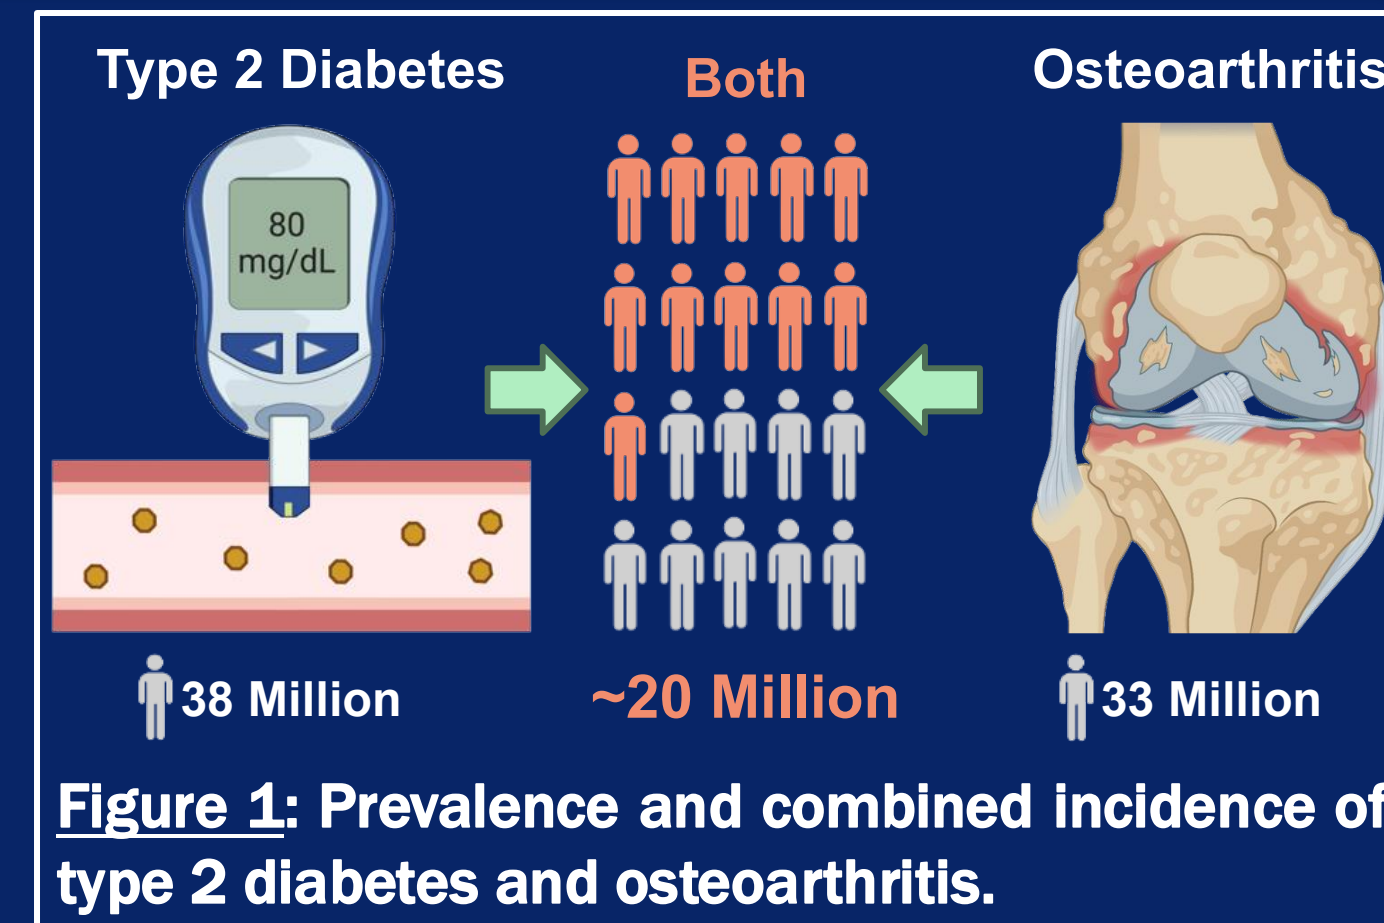 Type 2 Diabetes
Both
Osteoarthritis
80
mg/dL
38 Million
~20 Million
33 Million
Figure 1: Prevalence and combined incidence of
type 2 diabetes and osteoarthritis.